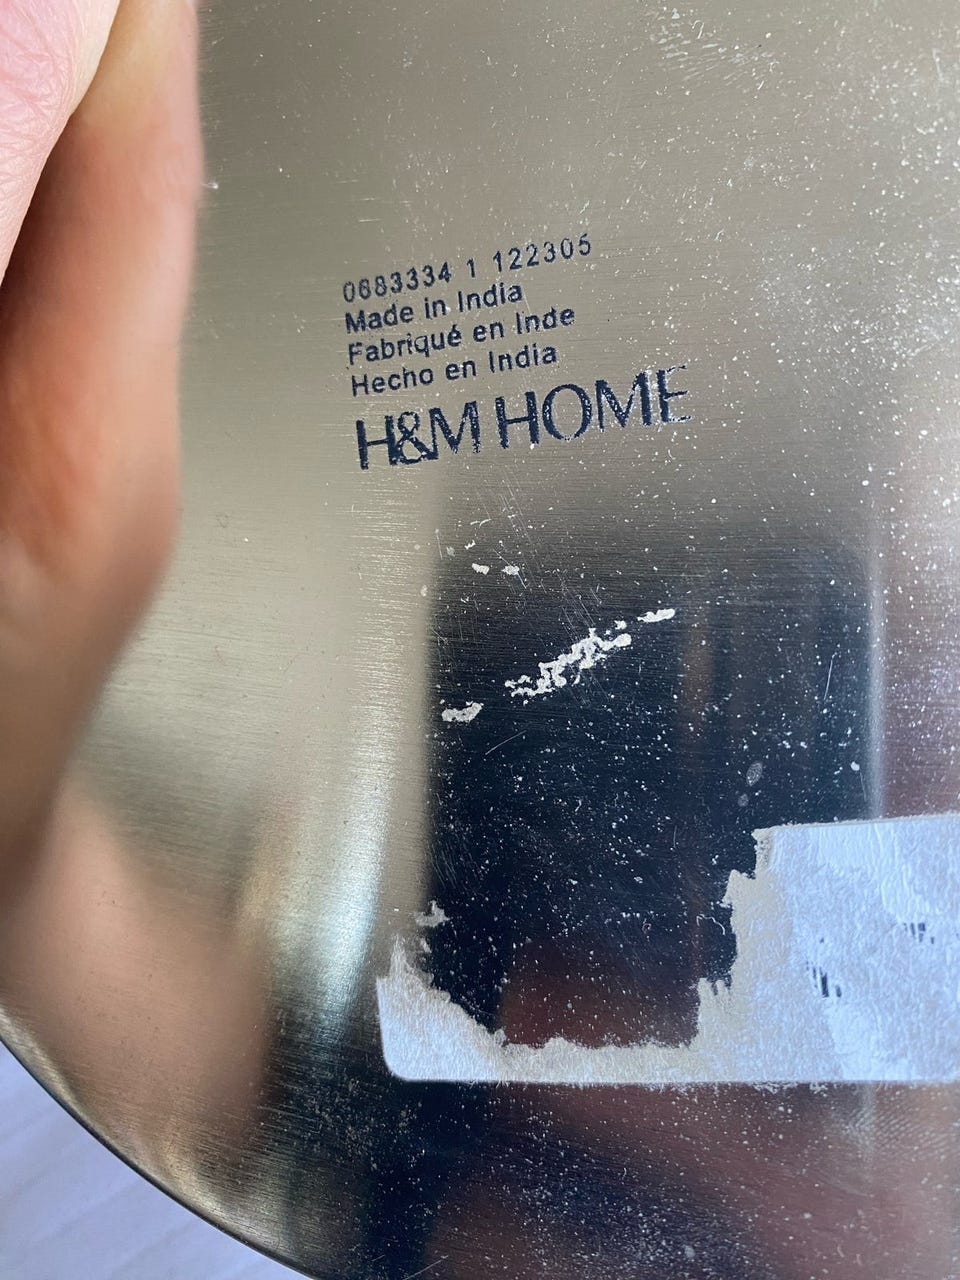 0683334 1 122305
Made in India
Fabriqué en Inde
Hecho en India
H&M HOME